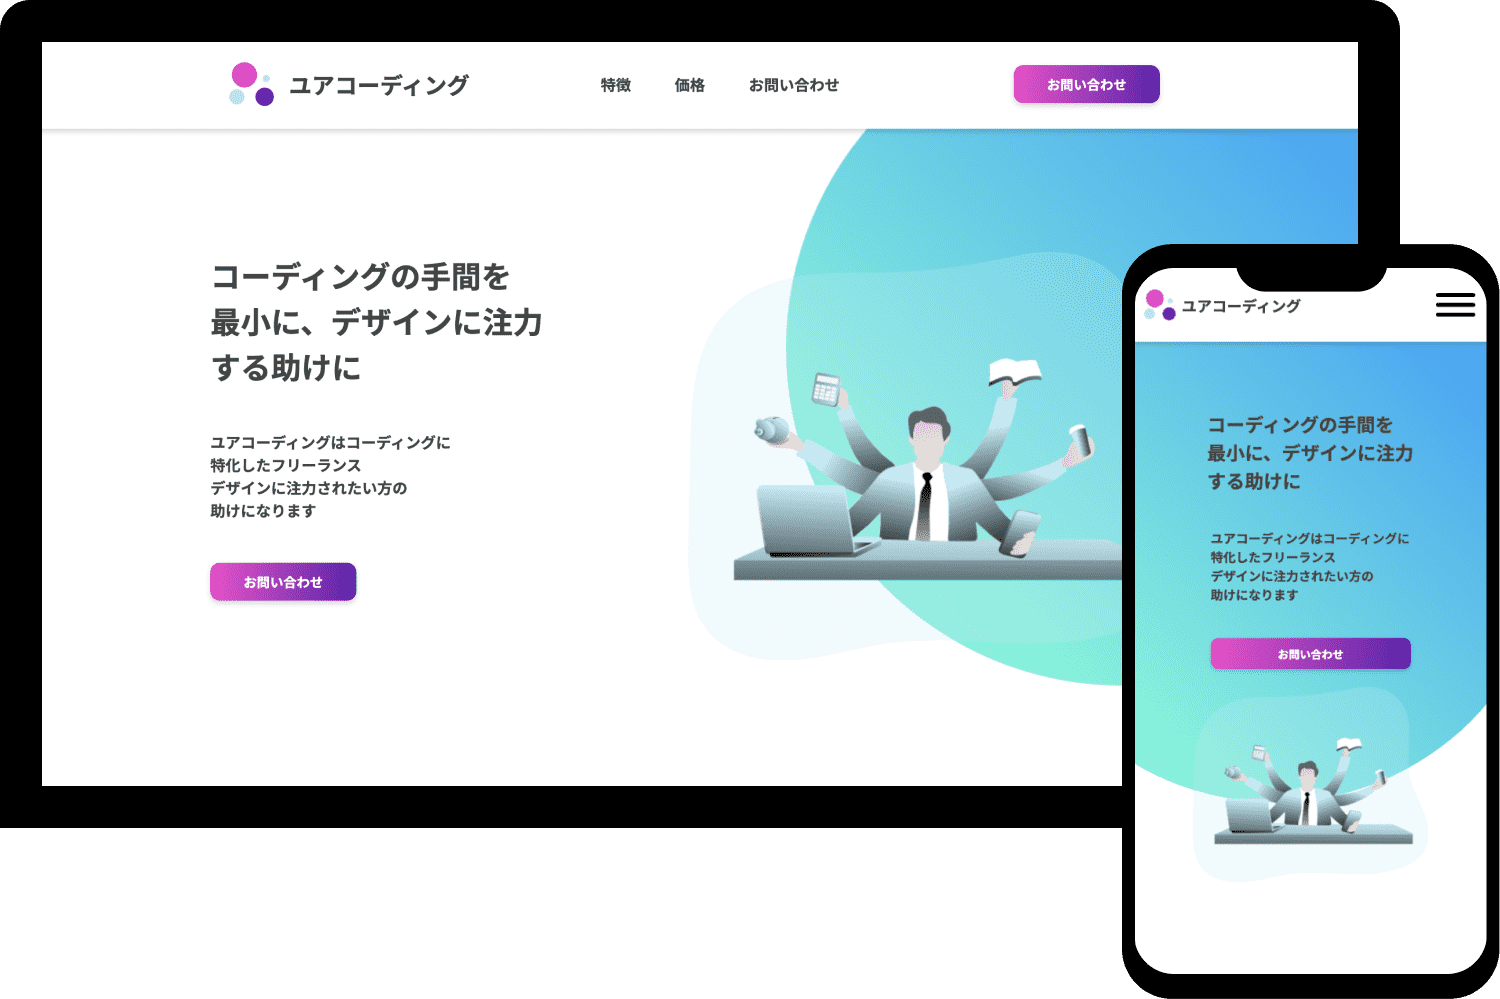 ユアコーディング
特徴
価格
お問い合わせ
お問い合わせ
コーディングの手間を
最小に、デザインに注力
する助けに
ユアコーディングはコーディングに
特化したフリーランス
デザインに注力されたい方の
助けになります
お問い合わせ
ユアコーディング
コーディングの手間を
最小に、デザインに注力
する助けに
ユアコーディングはコーディングに
特化したフリーランス
デザインに注力されたい方の
助けになります
お問い合わせ